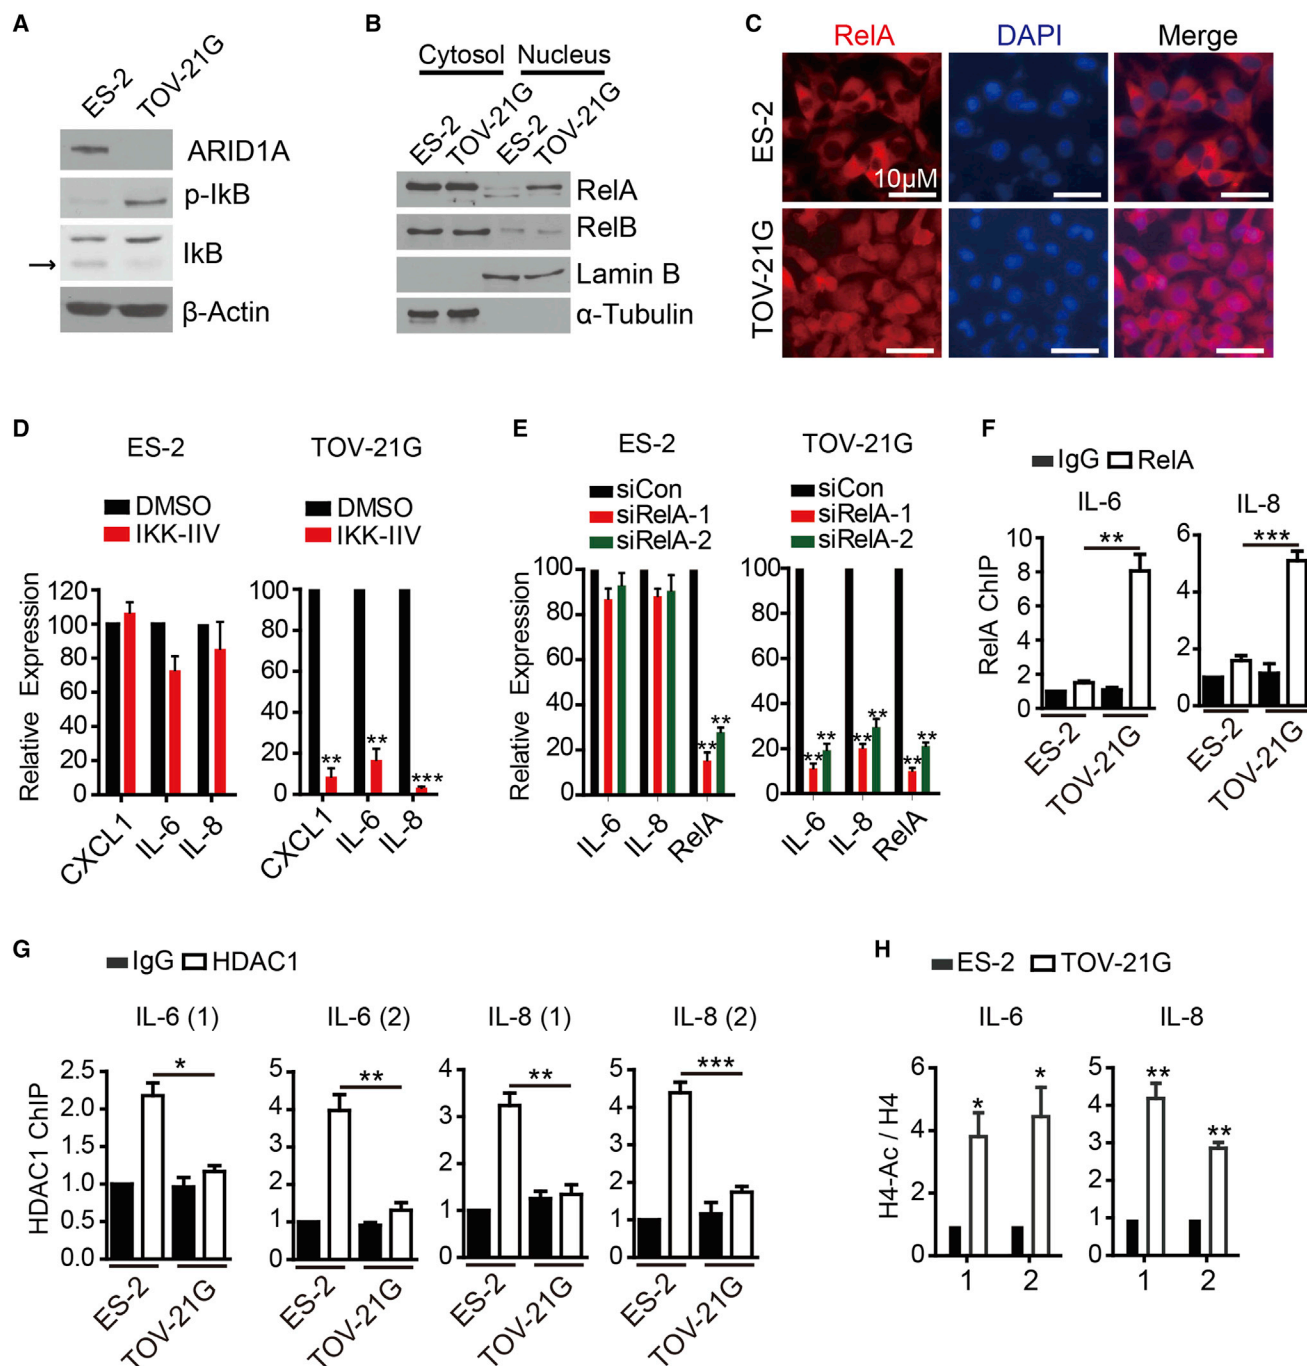 A
ES-2
TOV-21G
ARID1A
p-IkB
IkB
→
β-Actin
B
Cytosol Nucleus
ES-2
TOV-21G
ES-2
TOV-21G
RelA
RelB
Lamin B
α-Tubulin
C
RelA DAPI Merge
ES-2
10μM
TOV-21G
D
ES-2
DMSO
IKK-IIV
Relative Expression
120
100
80
60
40
20
0
CXCL1
IL-6
IL-8
TOV-21G
DMSO
IKK-IIV
100
80
60
40
20
0
** ** ***
CXCL1
IL-6
IL-8
E
ES-2
siCon
siRelA-1
siRelA-2
Relative Expression
100
80
60
40
20
0
** **
IL-6
IL-8
RelA
TOV-21G
siCon
siRelA-1
siRelA-2
100
80
60
40
20
0
** ** ** ** ** **
IL-6
IL-8
RelA
F
IgG RelA
IL-6
RelA ChIP
10
8
6
4
2
0
**
ES-2
TOV-21G
IL-8
6
4
2
0
***
ES-2
TOV-21G
G
IgG HDAC1
IL-6 (1)
HDAC1 ChIP
2.5
2.0
1.5
1.0
0.5
0.0
*
ES-2
TOV-21G
IL-6 (2)
5
4
3
2
1
0
**
ES-2
TOV-21G
IL-8 (1)
4
3
2
1
0
**
ES-2
TOV-21G
IL-8 (2)
5
4
3
2
1
0
***
ES-2
TOV-21G
H
ES-2 TOV-21G
IL-6
H4-Ac / H4
6
4
2
0
* *
1 2
IL-8
5
4
3
2
1
0
** **
1 2